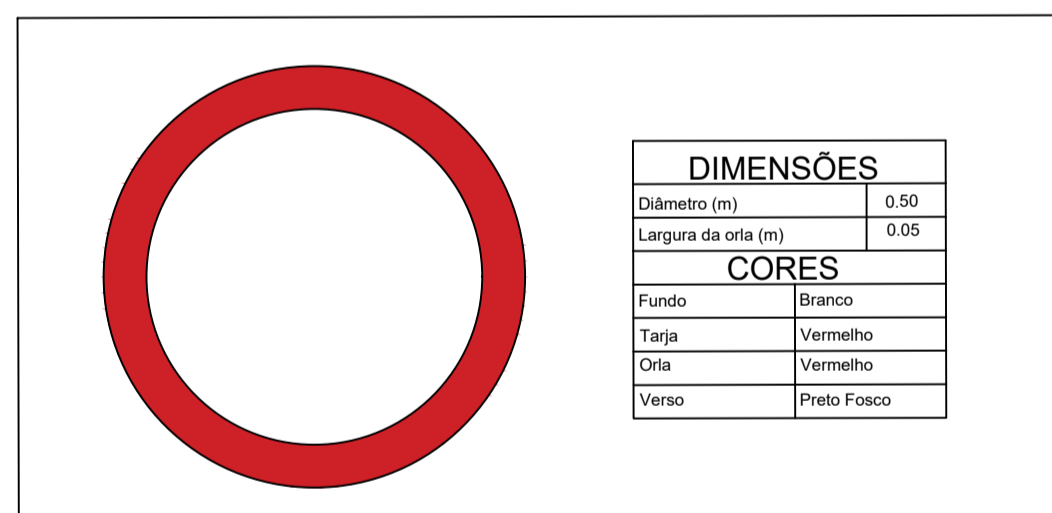 DIMENSÕES
Diâmetro (m) 0.50
Largura da orla (m) 0.05
CORES
Fundo Branco
Tarja Vermelho
Orla Vermelho
Verso Preto Fosco